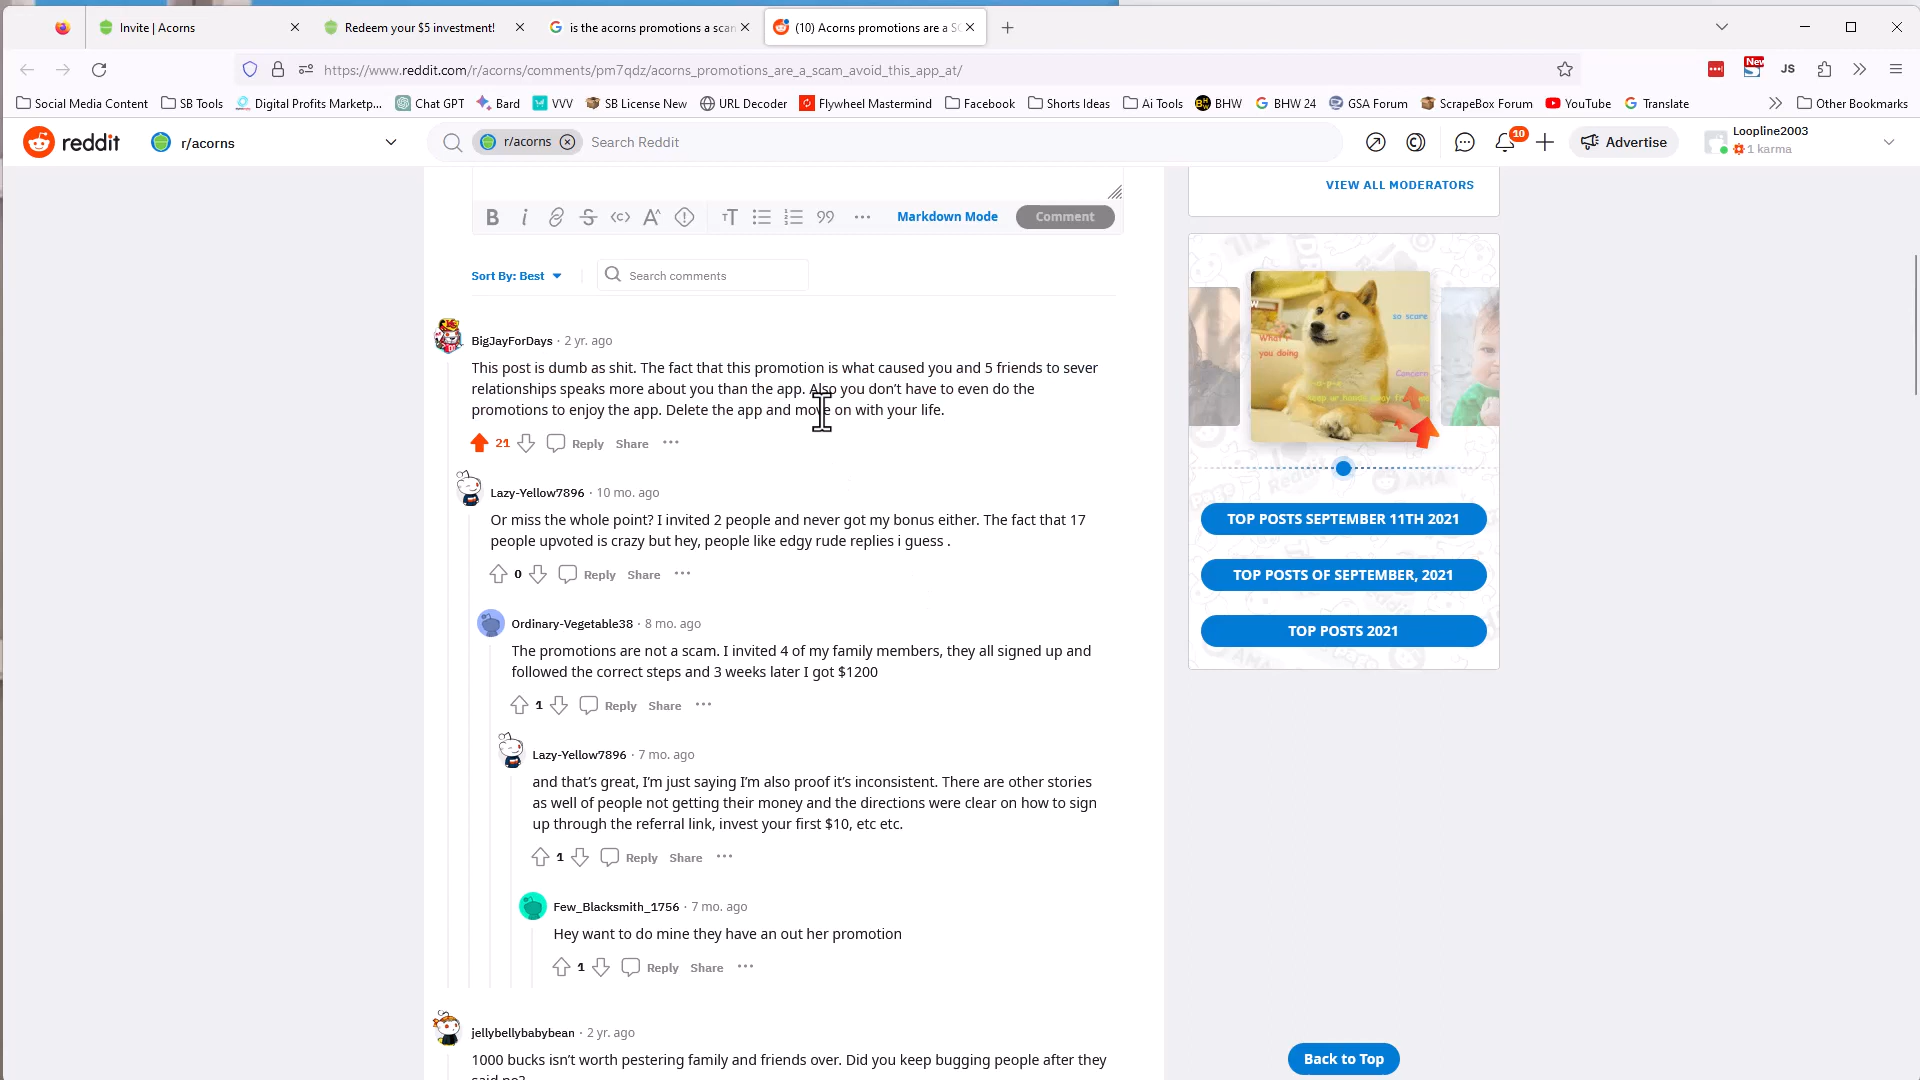 Invite | Acorns
Redeem your $5 investment!
is the acorns promotions a scan
(10) Acorns promotions are a SC
https://www.reddit.com/r/acorns/comments/pm7qdz/acorns_promotions_are_a_scam_avoid_this_app_at/
New
JS
Social Media Content
SB Tools
Digital Profits Marketp...
Chat GPT
Bard
VVV
SB License New
URL Decoder
Flywheel Mastermind
Facebook
Shorts Ideas
Ai Tools
BHW
BHW 24
GSA Forum
ScrapeBox Forum
YouTube
Translate
Other Bookmarks
reddit
r/acorns
r/acorns
Search Reddit
10
Advertise
Loopline2003
1 karma
VIEW ALL MODERATORS
Markdown Mode
Comment
Sort By: Best
Search comments
BigJayForDays · 2 yr. ago
This post is dumb as shit. The fact that this promotion is what caused you and 5 friends to sever
relationships speaks more about you than the app. Also you don't have to even do the
promotions to enjoy the app. Delete the app and move on with your life.
21
Reply
Share
Lazy-Yellow7896 · 10 mo. ago
Or miss the whole point? I invited 2 people and never got my bonus either. The fact that 17
people upvoted is crazy but hey, people like edgy rude replies i guess .
0
Reply
Share
Ordinary-Vegetable38 · 8 mo. ago
The promotions are not a scam. I invited 4 of my family members, they all signed up and
followed the correct steps and 3 weeks later I got $1200
1
Reply
Share
Lazy-Yellow7896 · 7 mo. ago
and that's great, I'm just saying I'm also proof it's inconsistent. There are other stories
as well of people not getting their money and the directions were clear on how to sign
up through the referral link, invest your first $10, etc etc.
1
Reply
Share
Few_Blacksmith_1756 · 7 mo. ago
Hey want to do mine they have an out her promotion
1
Reply
Share
jellybellybabybean · 2 yr. ago
1000 bucks isn't worth pestering family and friends over. Did you keep bugging people after they
said no?
so scare
What r
you doing
Concern
TOP POSTS SEPTEMBER 11TH 2021
TOP POSTS OF SEPTEMBER, 2021
TOP POSTS 2021
Back to Top